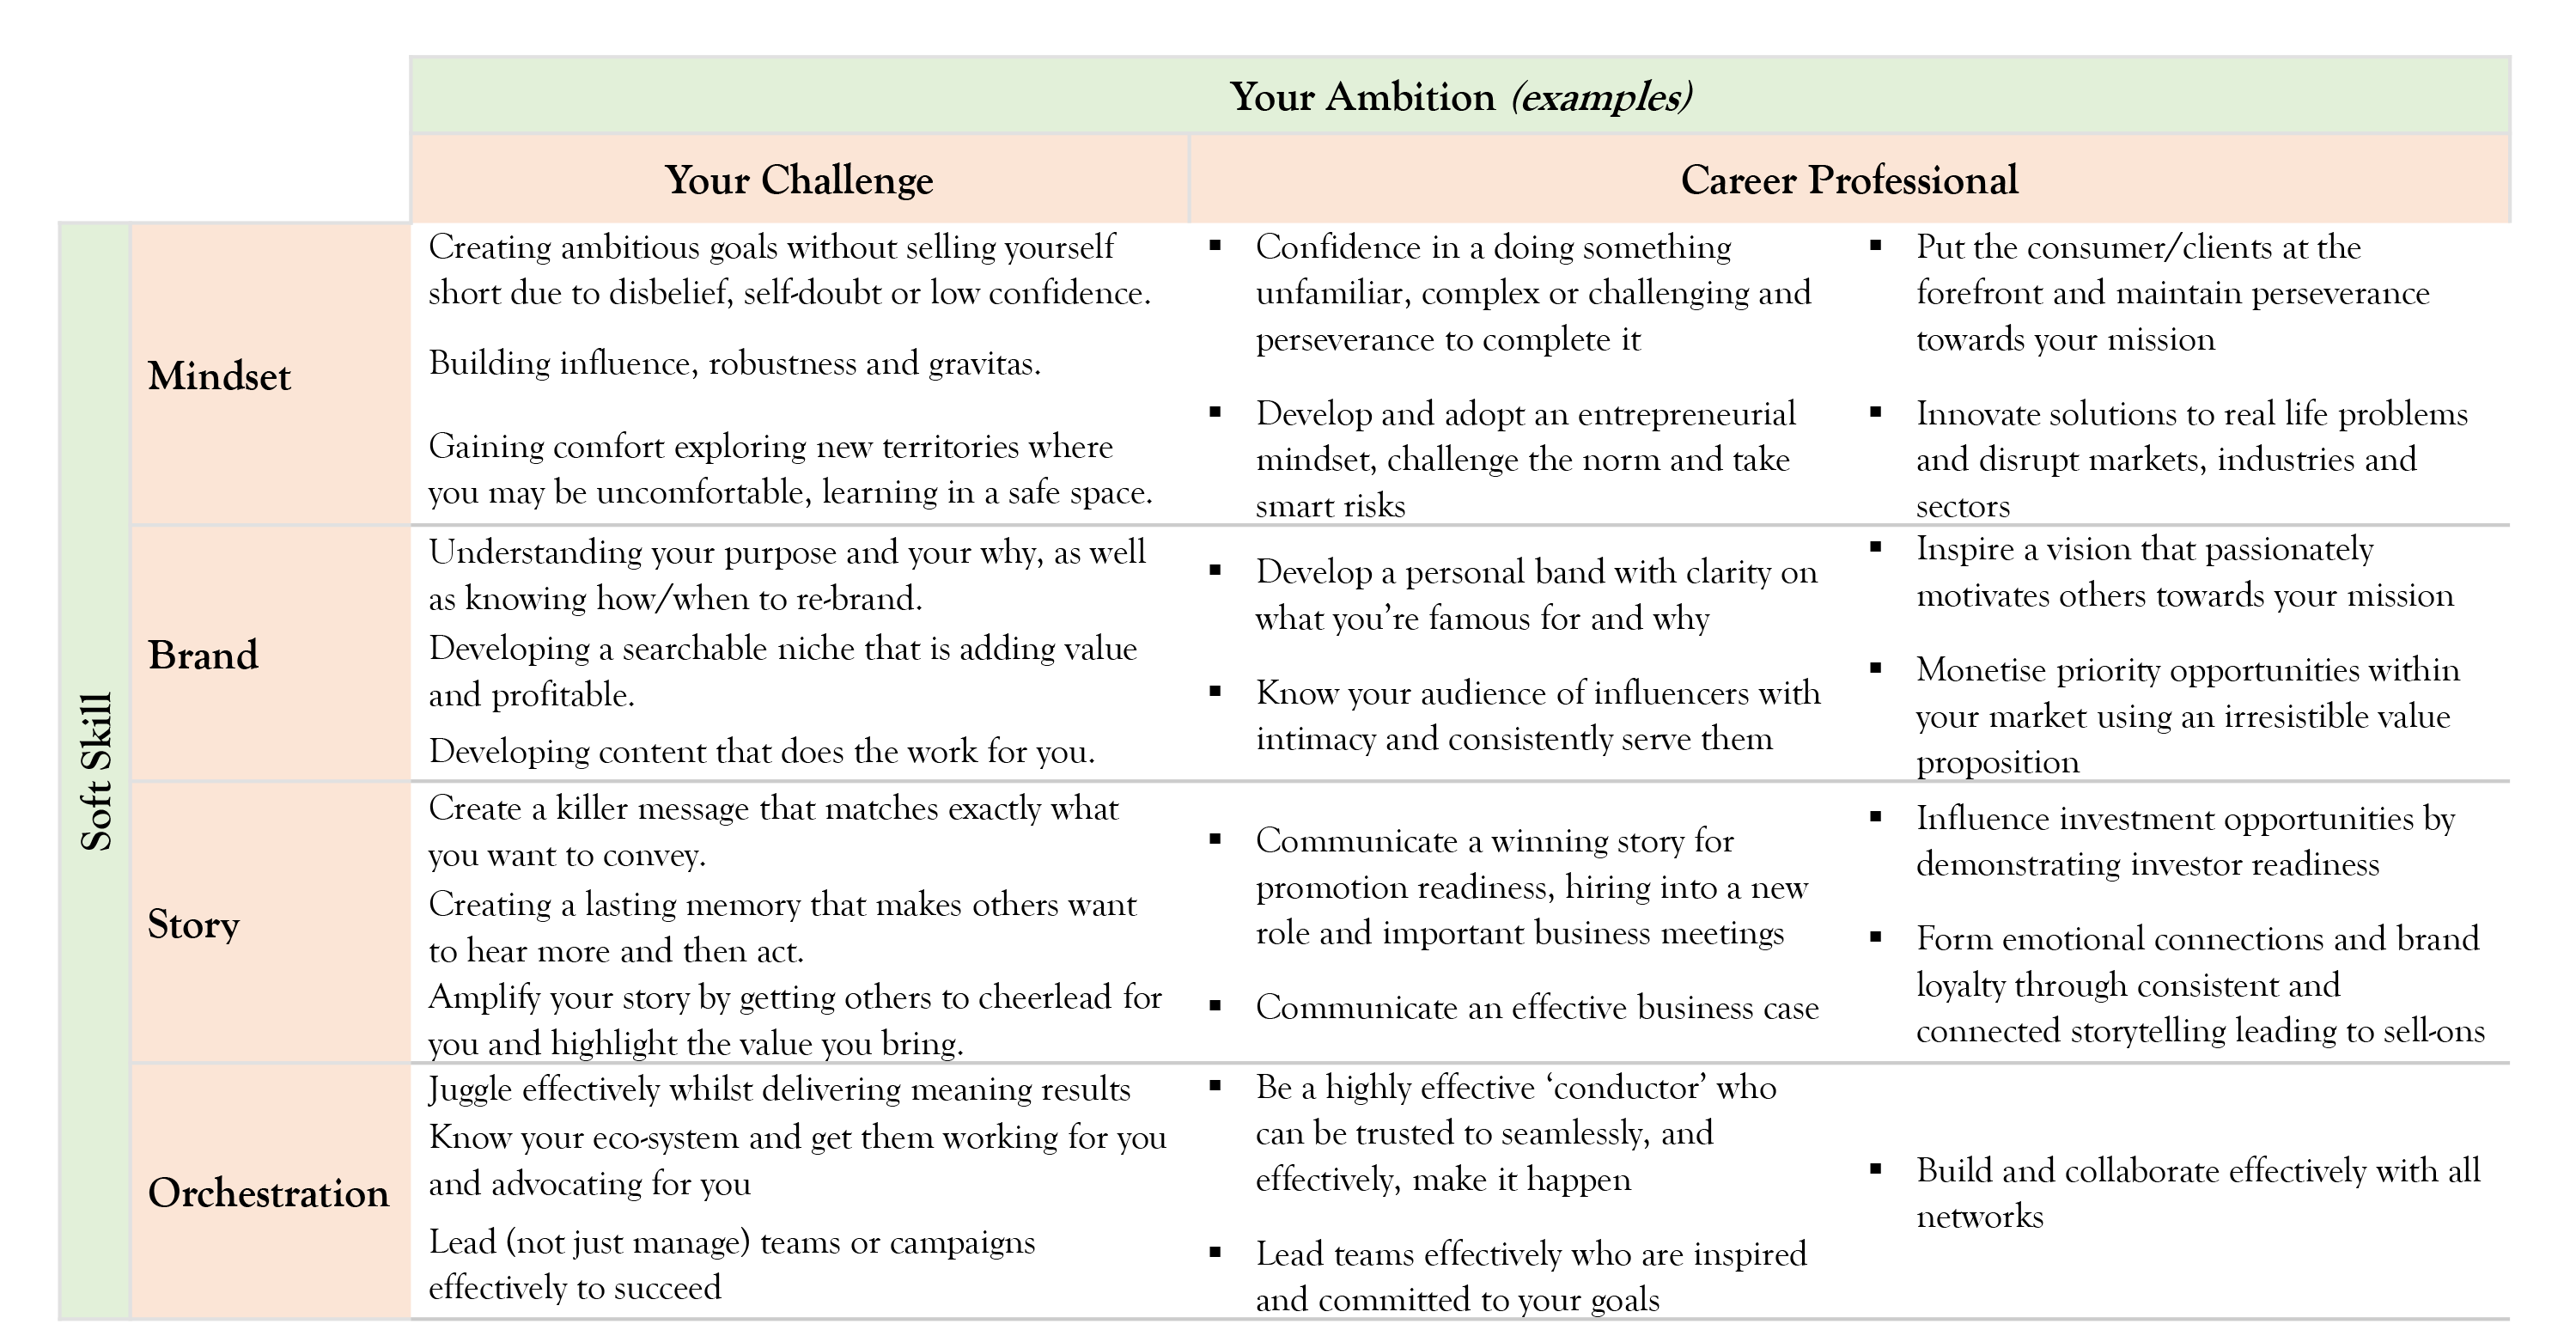 Your Ambition (examples)
Your Challenge
Career Professional
Soft Skill
Mindset
Creating ambitious goals without selling yourself
short due to disbelief, self-doubt or low confidence.
Building influence, robustness and gravitas.
Gaining comfort exploring new territories where
you may be uncomfortable, learning in a safe space.
▪ Confidence in a doing something
unfamiliar, complex or challenging and
perseverance to complete it
▪ Develop and adopt an entrepreneurial
mindset, challenge the norm and take
smart risks
▪ Put the consumer/clients at the
forefront and maintain perseverance
towards your mission
▪ Innovate solutions to real life problems
and disrupt markets, industries and
sectors
Brand
Understanding your purpose and your why, as well
as knowing how/when to re-brand.
Developing a searchable niche that is adding value
and profitable.
Developing content that does the work for you.
▪ Develop a personal band with clarity on
what you’re famous for and why
▪ Know your audience of influencers with
intimacy and consistently serve them
▪ Inspire a vision that passionately
motivates others towards your mission
▪ Monetise priority opportunities within
your market using an irresistible value
proposition
Story
Create a killer message that matches exactly what
you want to convey.
Creating a lasting memory that makes others want
to hear more and then act.
Amplify your story by getting others to cheerlead for
you and highlight the value you bring.
▪ Communicate a winning story for
promotion readiness, hiring into a new
role and important business meetings
▪ Communicate an effective business case
▪ Influence investment opportunities by
demonstrating investor readiness
▪ Form emotional connections and brand
loyalty through consistent and
connected storytelling leading to sell-ons
Orchestration
Juggle effectively whilst delivering meaning results
Know your eco-system and get them working for you
and advocating for you
Lead (not just manage) teams or campaigns
effectively to succeed
▪ Be a highly effective ‘conductor’ who
can be trusted to seamlessly, and
effectively, make it happen
▪ Lead teams effectively who are inspired
and committed to your goals
▪ Build and collaborate effectively with all
networks